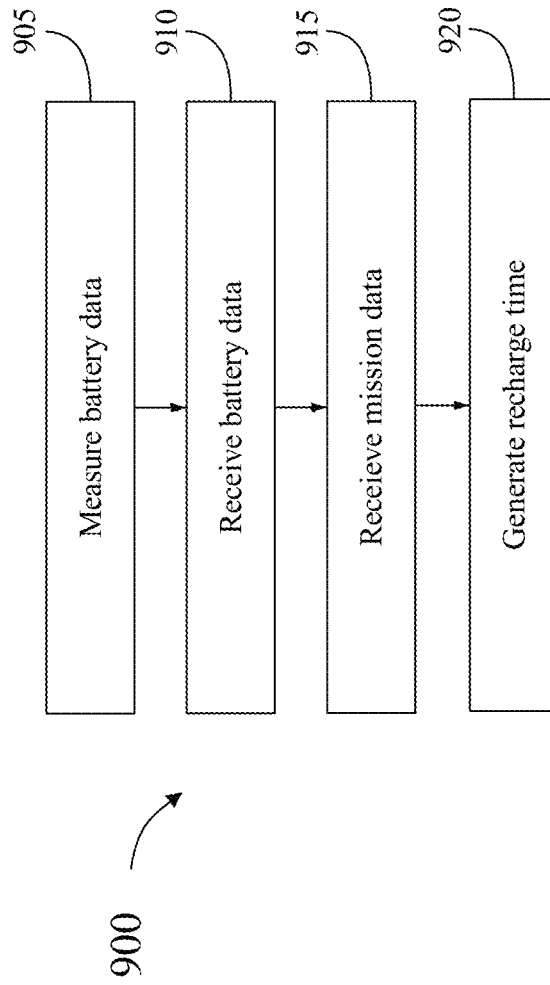 900
Measure battery data
905
Receive battery data
910
Receieve mission data
915
Generate recharge time
920